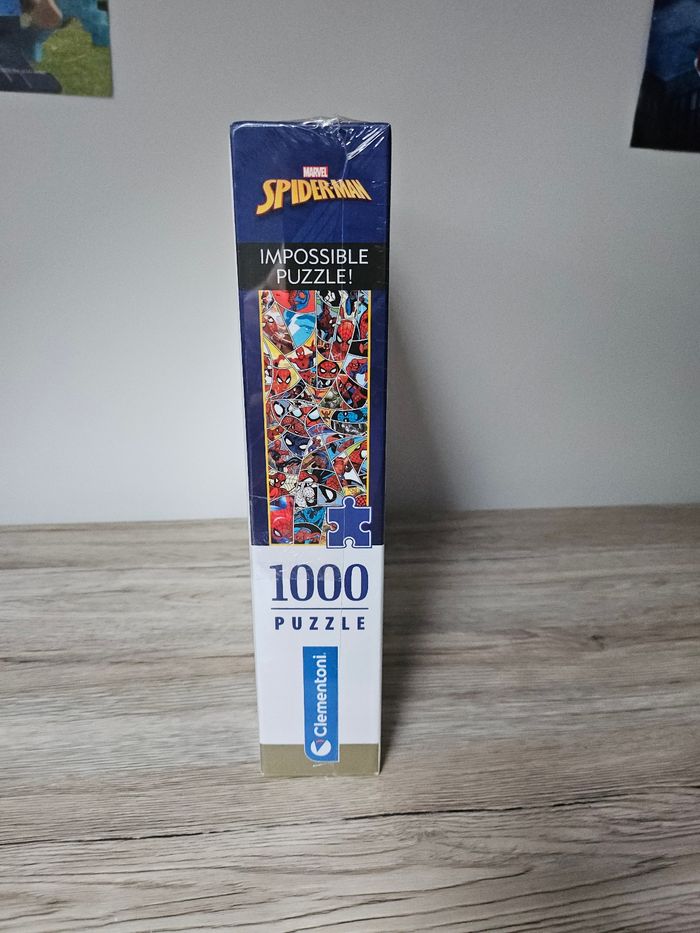 MARVEL
SPIDER-MAN
IMPOSSIBLE
PUZZLE!
1000
PUZZLE
Clementoni